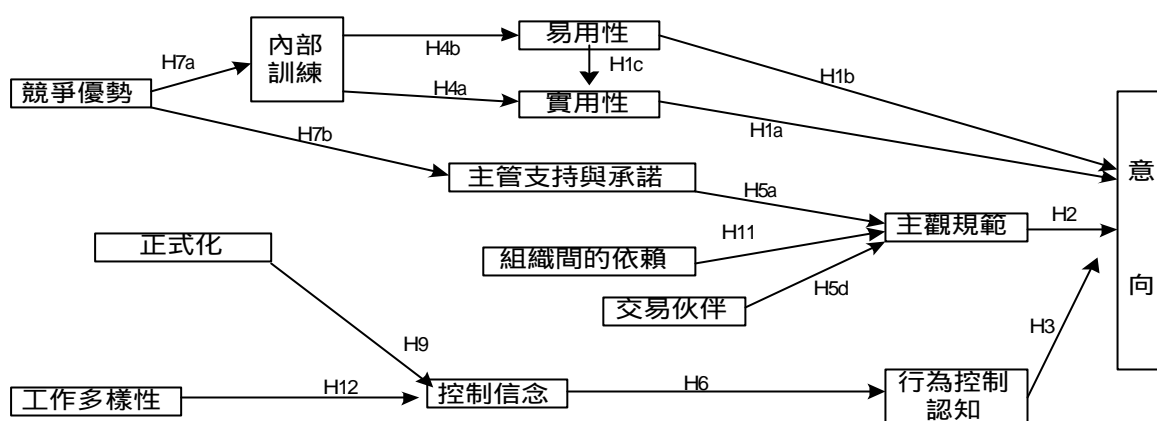 易用性
內部
訓練
H4b
H7a
H1c
H1b
競爭優勢
H4a
實用性
H1a
H7b
意
向
主管支持與承諾
H5a
主觀規範
H2
正式化
H11
組織間的依賴
交易伙伴
H5d
H3
H9
工作多樣性
H12
控制信念
H6
行為控制
認知